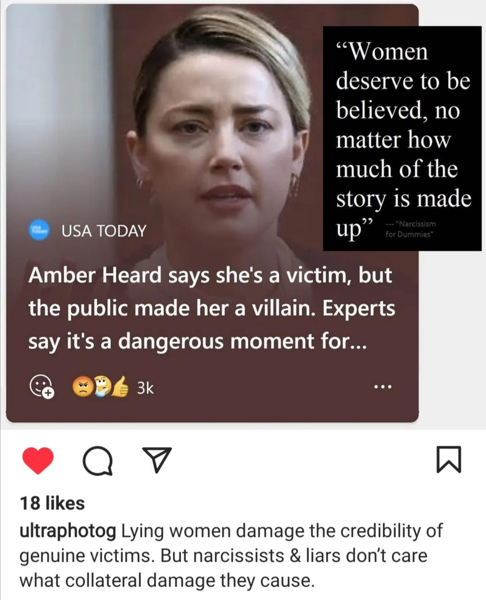 “Women
deserve to be
believed, no
matter how
much of the
story is made
up”
--- "Narcissism
for Dummies"
USA TODAY
Amber Heard says she's a victim, but
the public made her a villain. Experts
say it's a dangerous moment for...
3k
18 likes
ultraphotog Lying women damage the credibility of
genuine victims. But narcissists & liars don’t care
what collateral damage they cause.